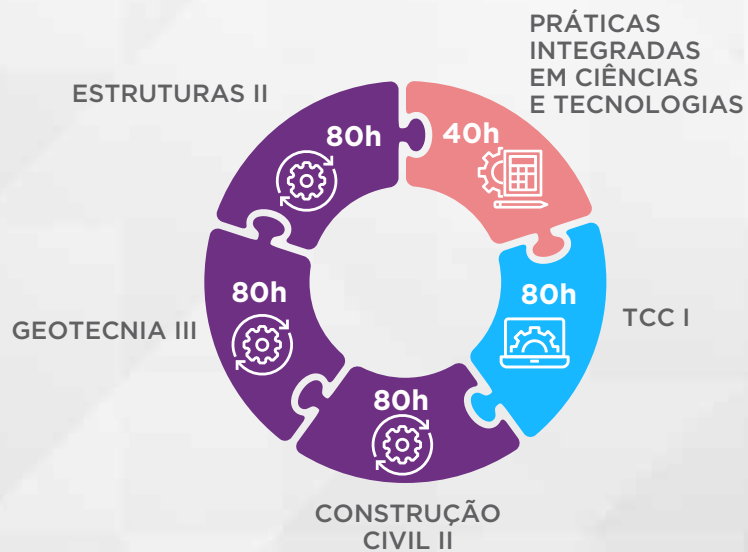 PRÁTICAS
INTEGRADAS
EM CIÊNCIAS
E TECNOLOGIAS
40h
TCC I
80h
CONSTRUÇÃO
CIVIL II
80h
GEOTECNIA III
80h
ESTRUTURAS II
80h